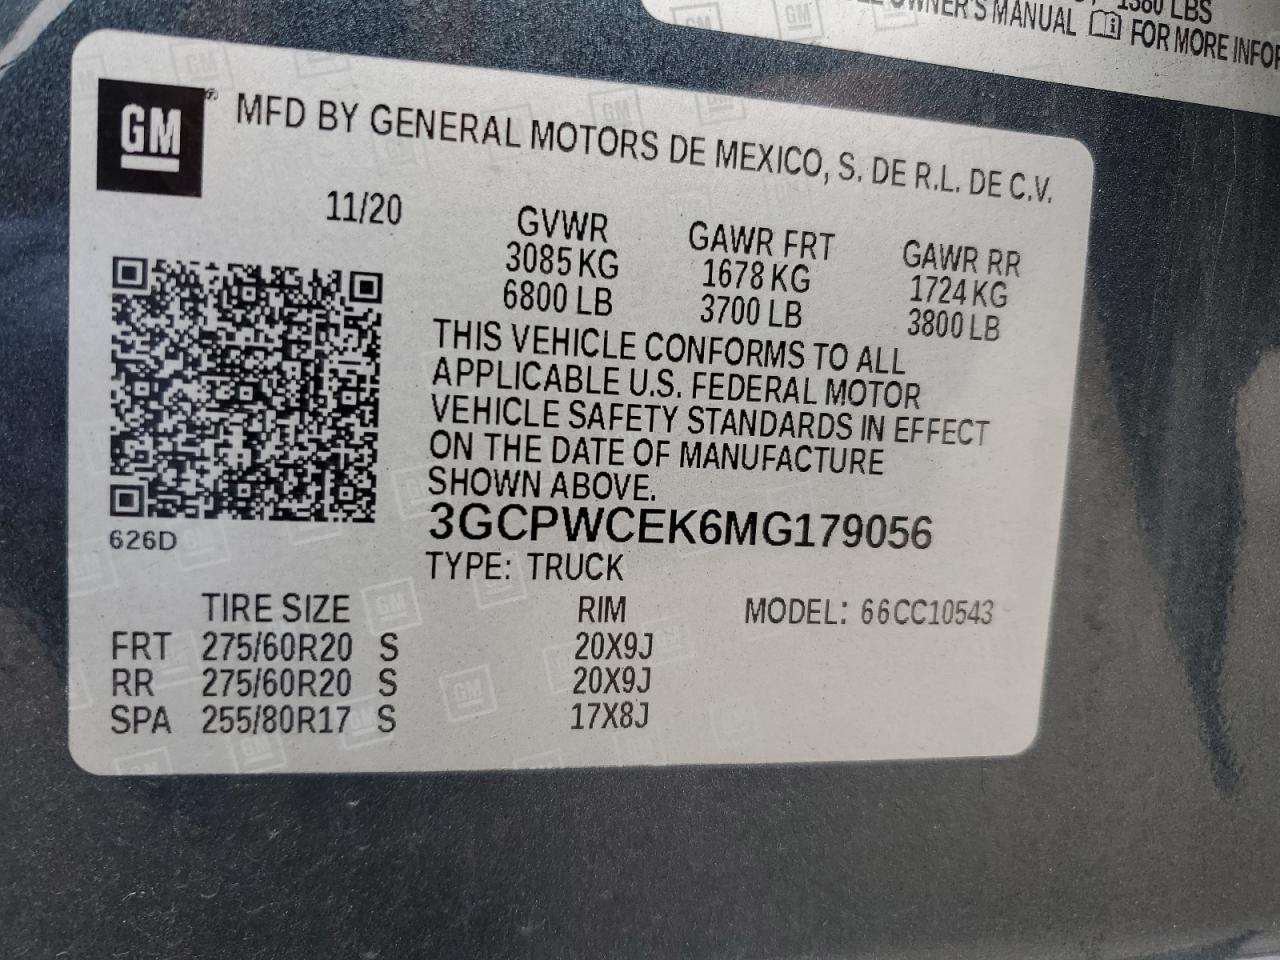 1380 LBS
OWNER'S MANUAL FOR MORE
GM
MFD BY GENERAL MOTORS DE MEXICO, S. DE R.L. DE C.V.
11/20
GVWR GAWR FRT GAWR RR
3085 KG 1678 KG 1724 KG
6800 LB 3700 LB 3800 LB
THIS VEHICLE CONFORMS TO ALL
APPLICABLE U.S. FEDERAL MOTOR
VEHICLE SAFETY STANDARDS IN EFFECT
ON THE DATE OF MANUFACTURE
SHOWN ABOVE.
3GCPWCEK6MG179056
626D
TYPE: TRUCK
TIRE SIZE RIM MODEL: 66CC10543
FRT 275/60R20 S 20X9J
RR 275/60R20 S 20X9J
SPA 255/80R17 S 17X8J